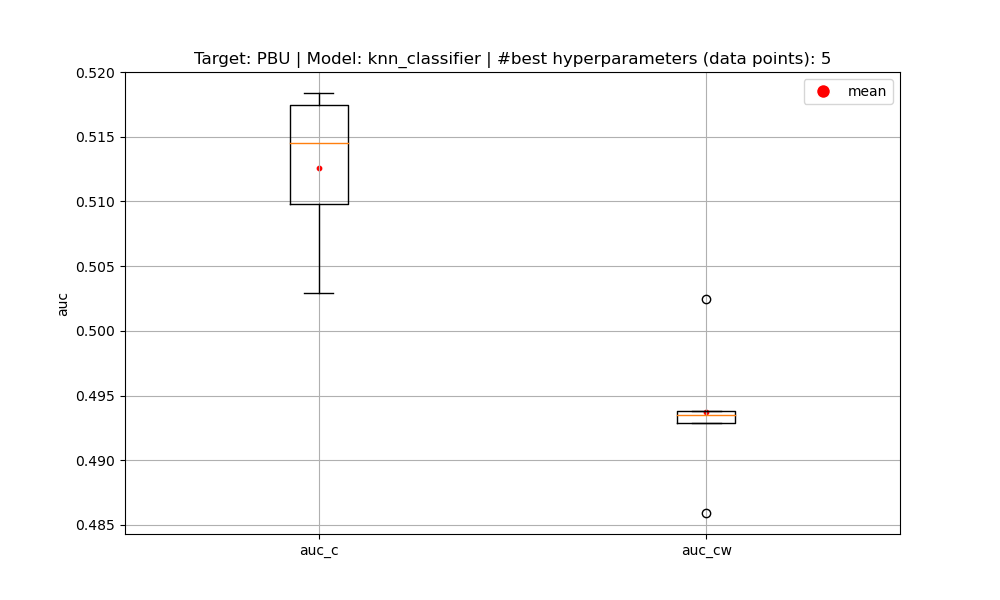 Target: PBU | Model: knn_classifier | #best hyperparameters (data points): 5
mean
0.520
0.515
0.510
0.505
0.500
0.495
0.490
0.485
auc
auc_c
auc_cw